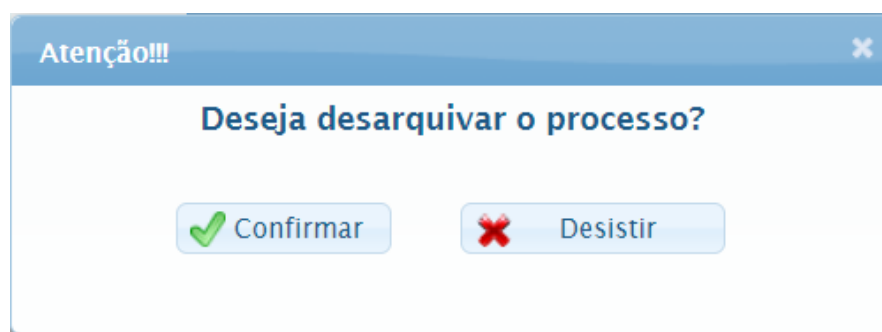 Atenção!!!
Deseja desarquivar o processo?
Confirmar
Desistir